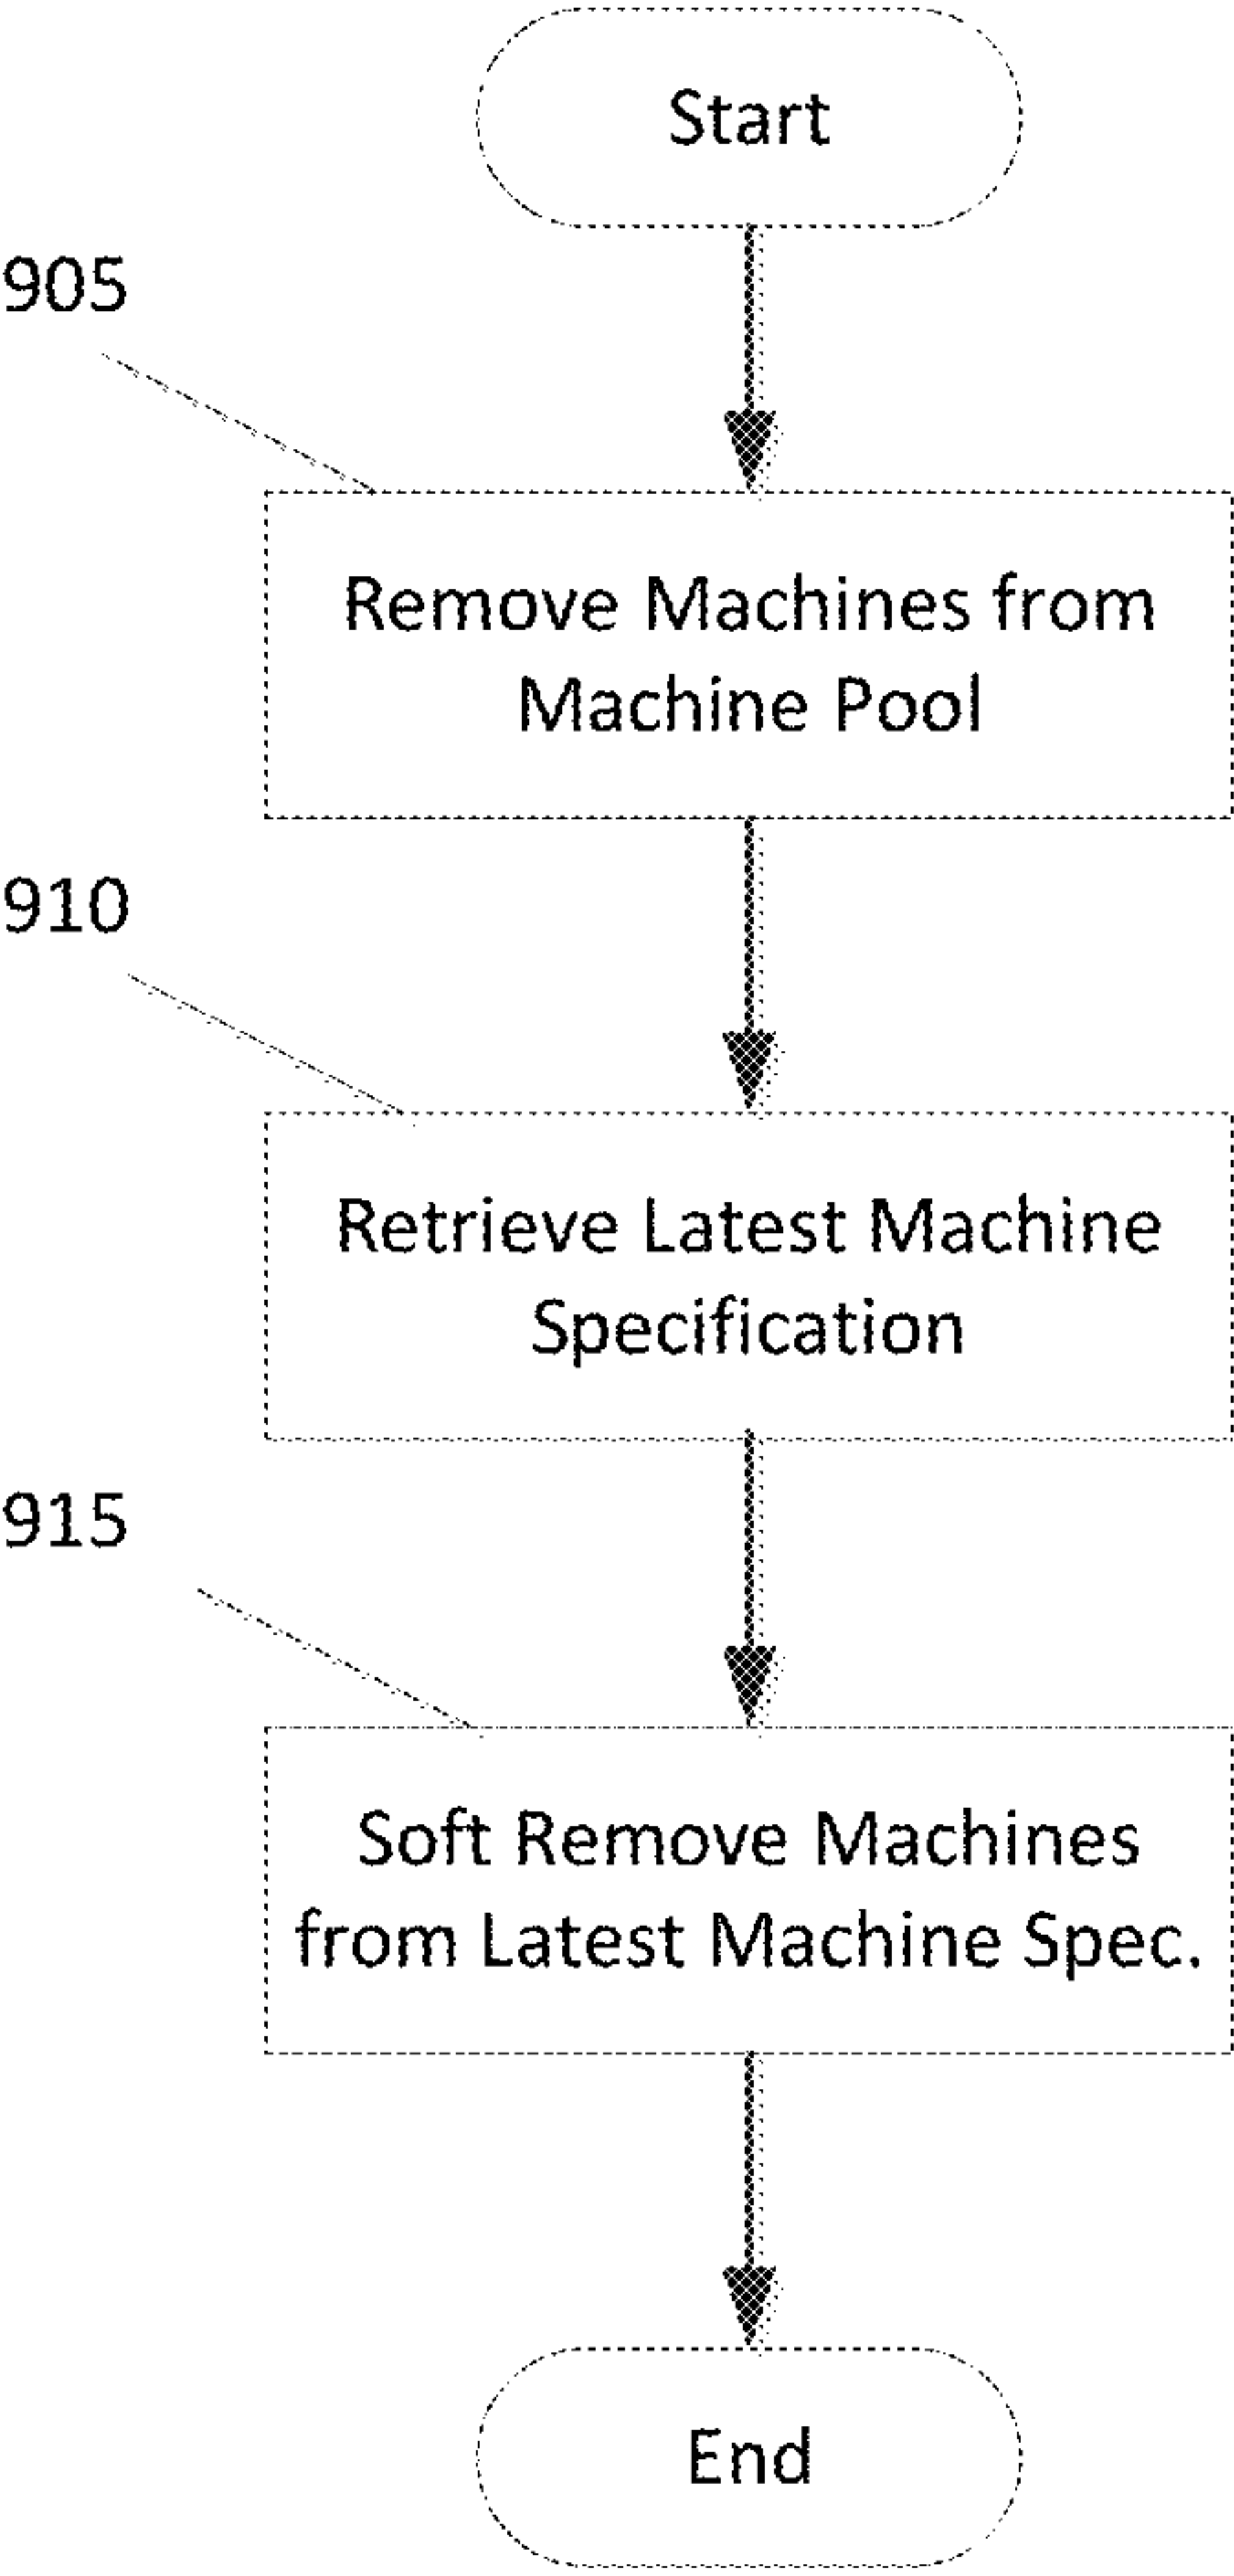 Start
905
Remove Machines from
Machine Pool
910
Retrieve Latest Machine
Specification
915
Soft Remove Machines
from Latest Machine Spec.
End